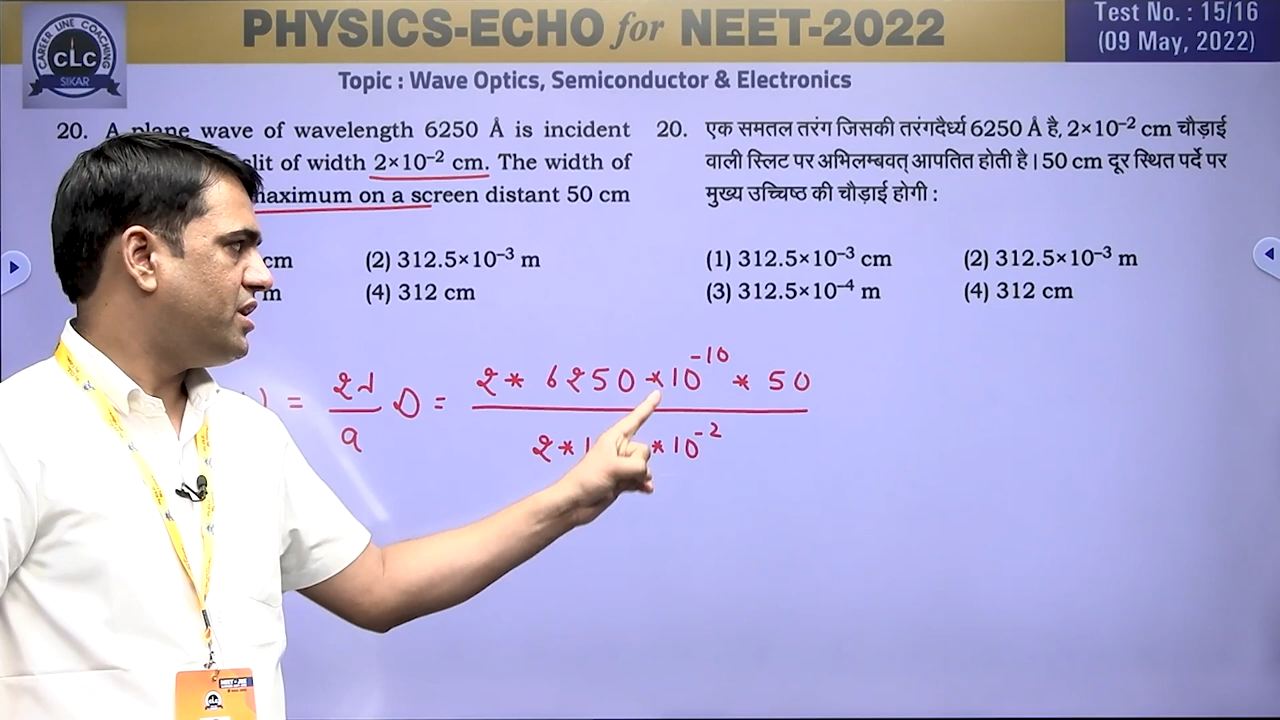 CAREER LINE COACHING
CLC
SIKAR
PHYSICS-ECHO for NEET-2022
Test No. : 15/16
(09 May, 2022)
Topic : Wave Optics, Semiconductor & Electronics
20. A plane wave of wavelength 6250 Å is incident
slit of width 2×10⁻² cm. The width of
maximum on a screen distant 50 cm
cm (2) 312.5×10⁻³ m
m (4) 312 cm
20. एक समतल तरंग जिसकी तरंगदैर्ध्य 6250 Å है, 2×10⁻² cm चौड़ाई
वाली स्लिट पर अभिलम्बवत् आपतित होती है। 50 cm दूर स्थित पर्दे पर
मुख्य उच्चिष्ठ की चौड़ाई होगी :
(1) 312.5×10⁻³ cm (2) 312.5×10⁻³ m
(3) 312.5×10⁻⁴ m (4) 312 cm
= 2λ/a D = 2*6250*10⁻¹⁰*50
2*1 *10⁻²